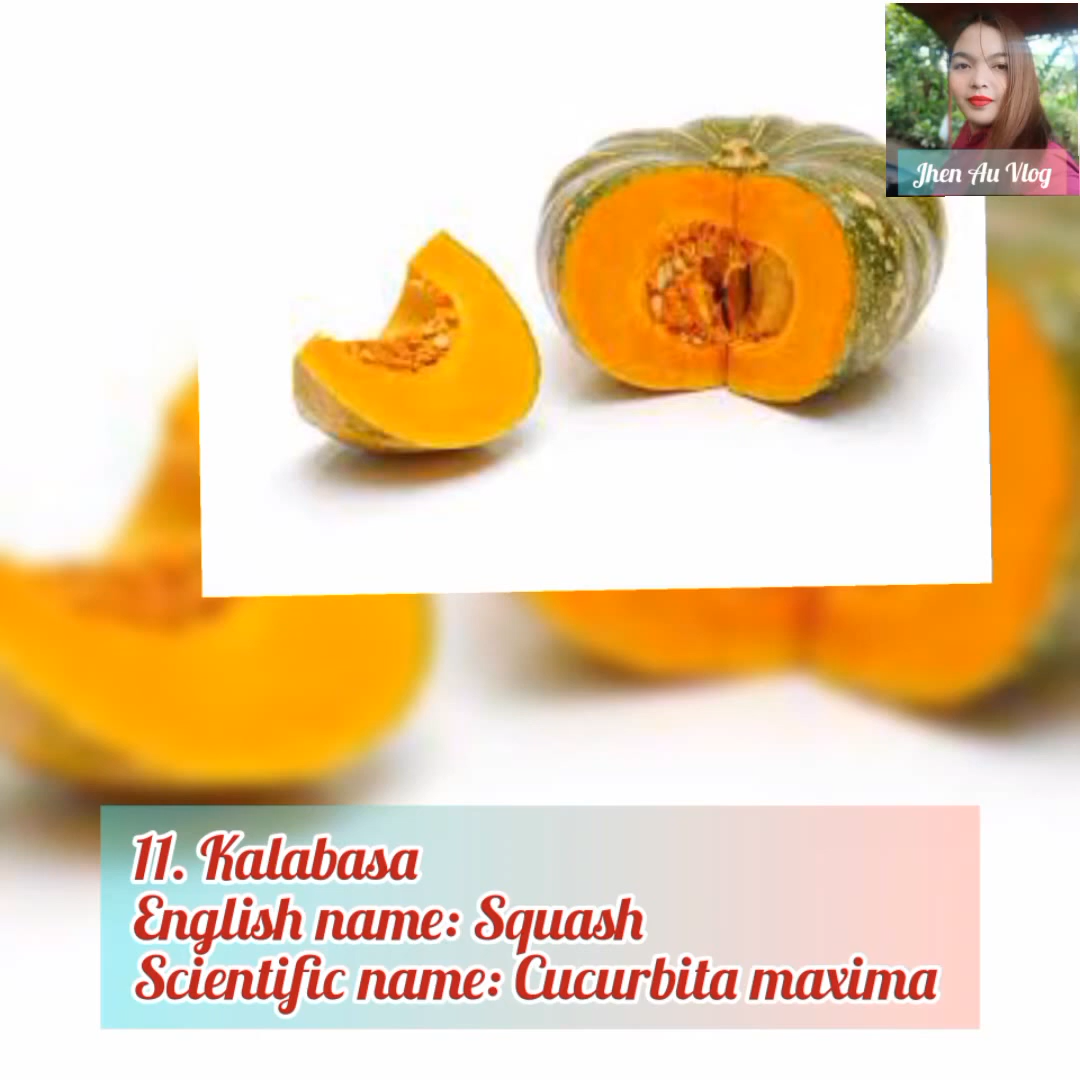 Jhen Au Vlog
11. Kalabasa
English name: Squash
Scientific name: Cucurbita maxima